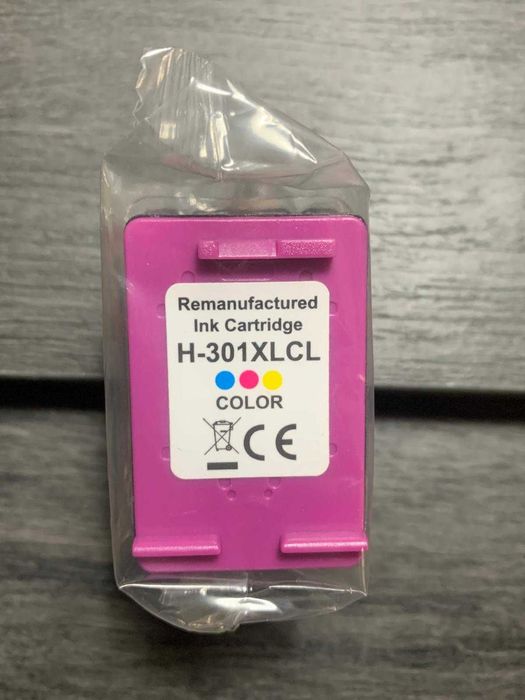 Remanufactured
Ink Cartridge
H-301XLCL
COLOR
CE